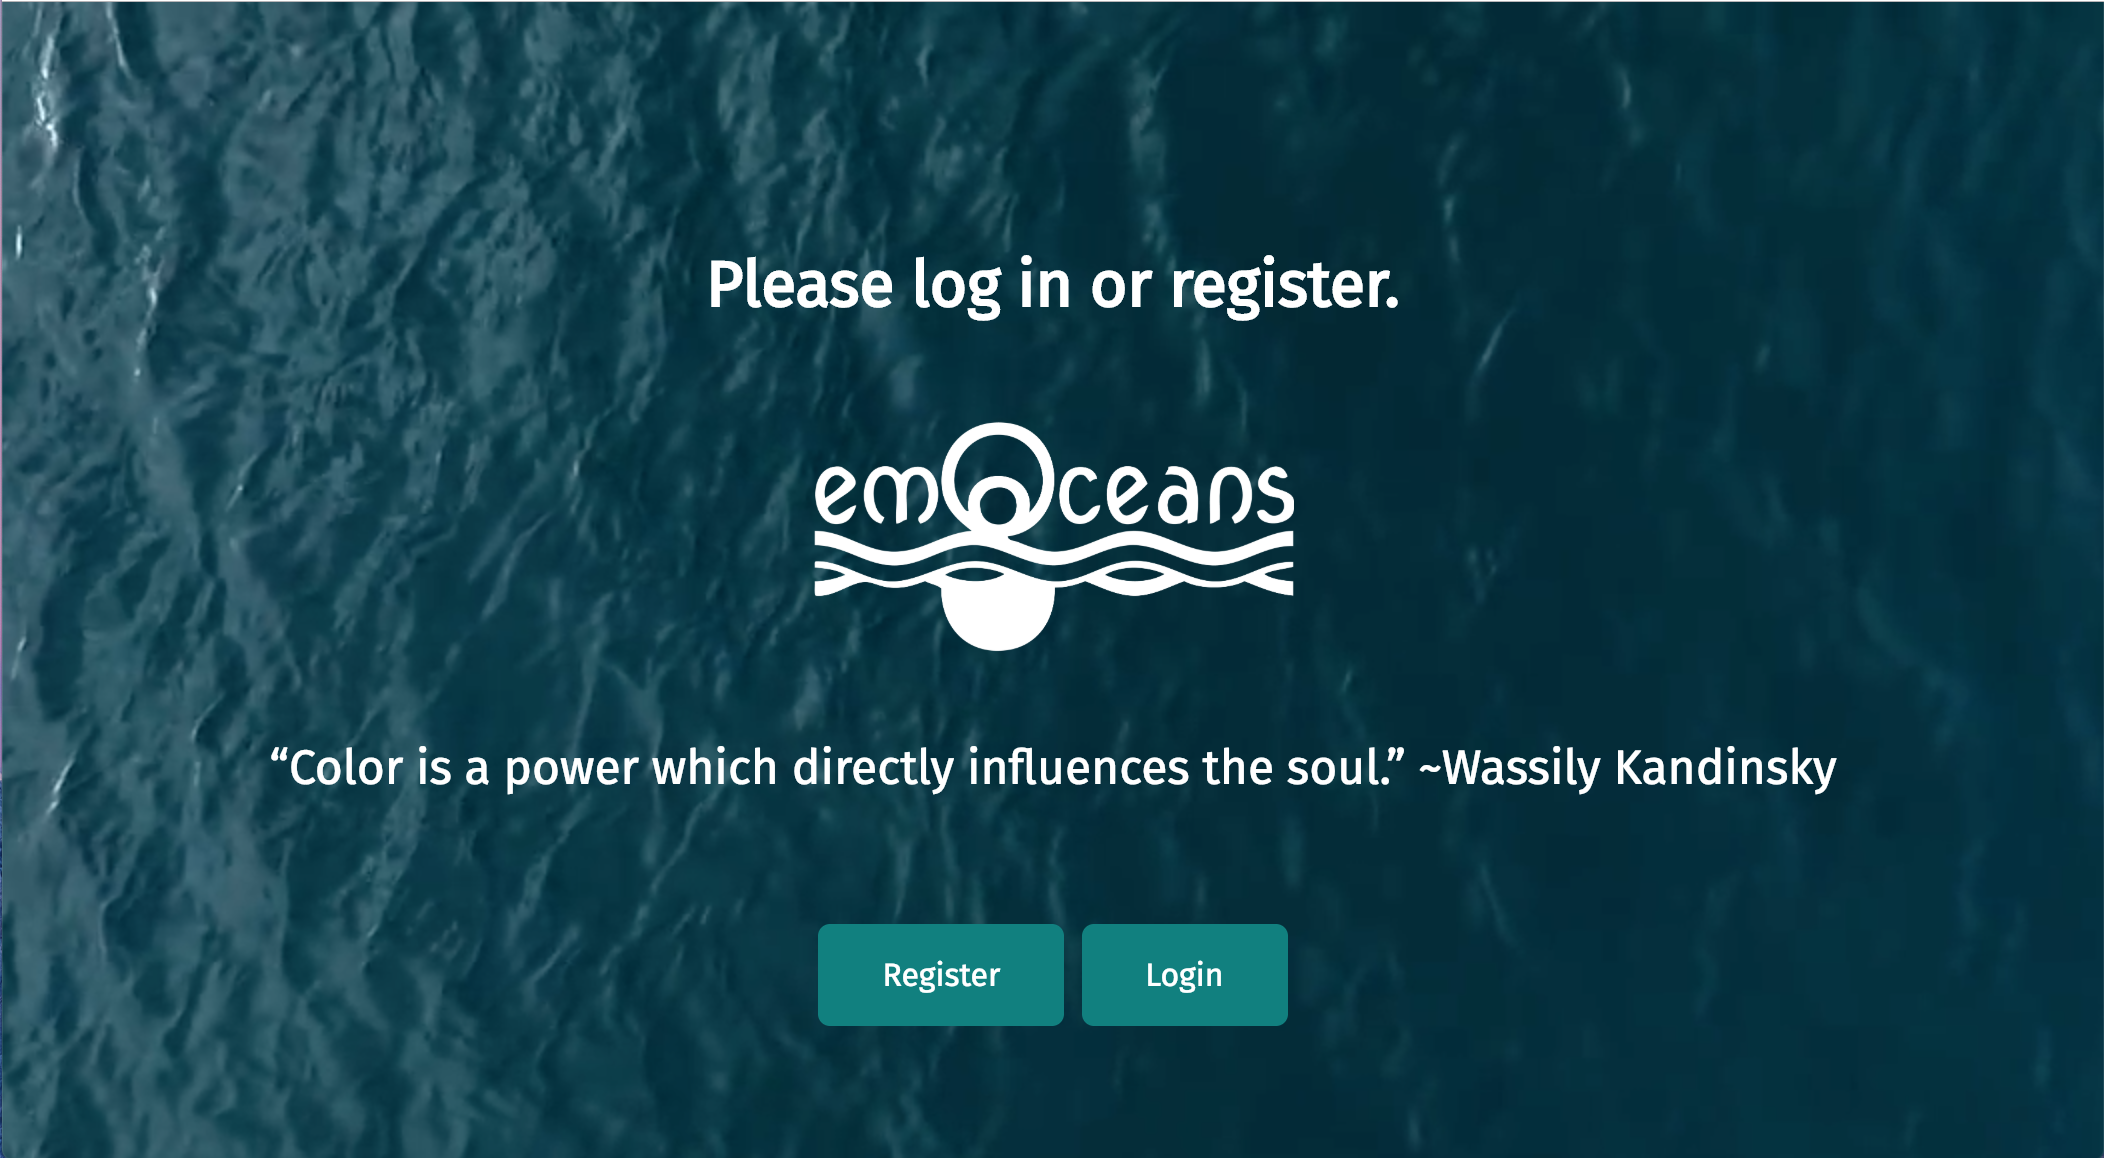 Please log in or register.
emOceans
“Color is a power which directly influences the soul.” ~Wassily Kandinsky
Register
Login